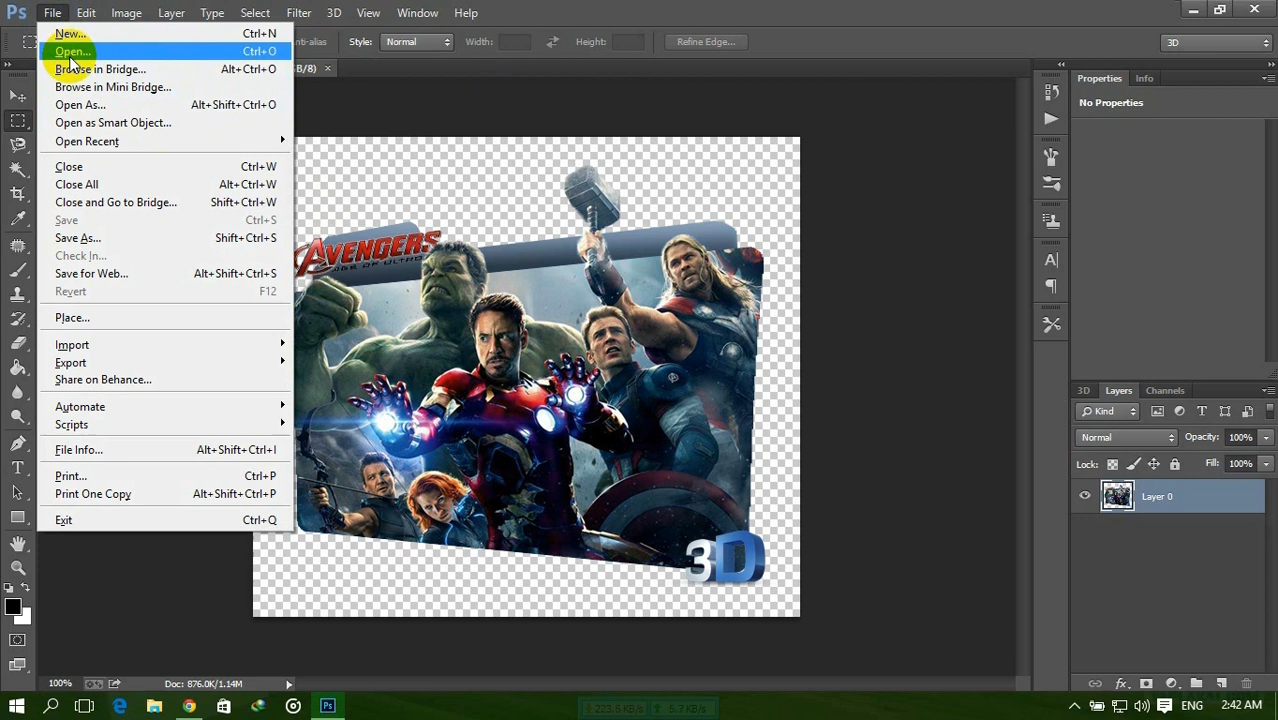 Ps File Edit Image Layer Type Select Filter 3D View Window Help
Anti-alias Style: Normal Width: Height: Refine Edge... 3D
New... Ctrl+N
Open... Ctrl+O
Browse in Bridge... Alt+Ctrl+O
Browse in Mini Bridge...
Open As... Alt+Shift+Ctrl+O
Open as Smart Object...
Open Recent
Close Ctrl+W
Close All Alt+Ctrl+W
Close and Go to Bridge... Shift+Ctrl+W
Save Ctrl+S
Save As... Shift+Ctrl+S
Check In...
Save for Web... Alt+Shift+Ctrl+S
Revert F12
Place...
Import
Export
Share on Behance...
Automate
Scripts
File Info... Alt+Shift+Ctrl+I
Print... Ctrl+P
Print One Copy Alt+Shift+Ctrl+P
Exit Ctrl+Q
AVENGERS
AGE OF ULTRON
3D
Properties Info
No Properties
3D Layers Channels
Kind
Normal Opacity: 100%
Lock: Fill: 100%
Layer 0
100% Doc: 876.0K/1.14M
Ps
ENG 2:42 AM